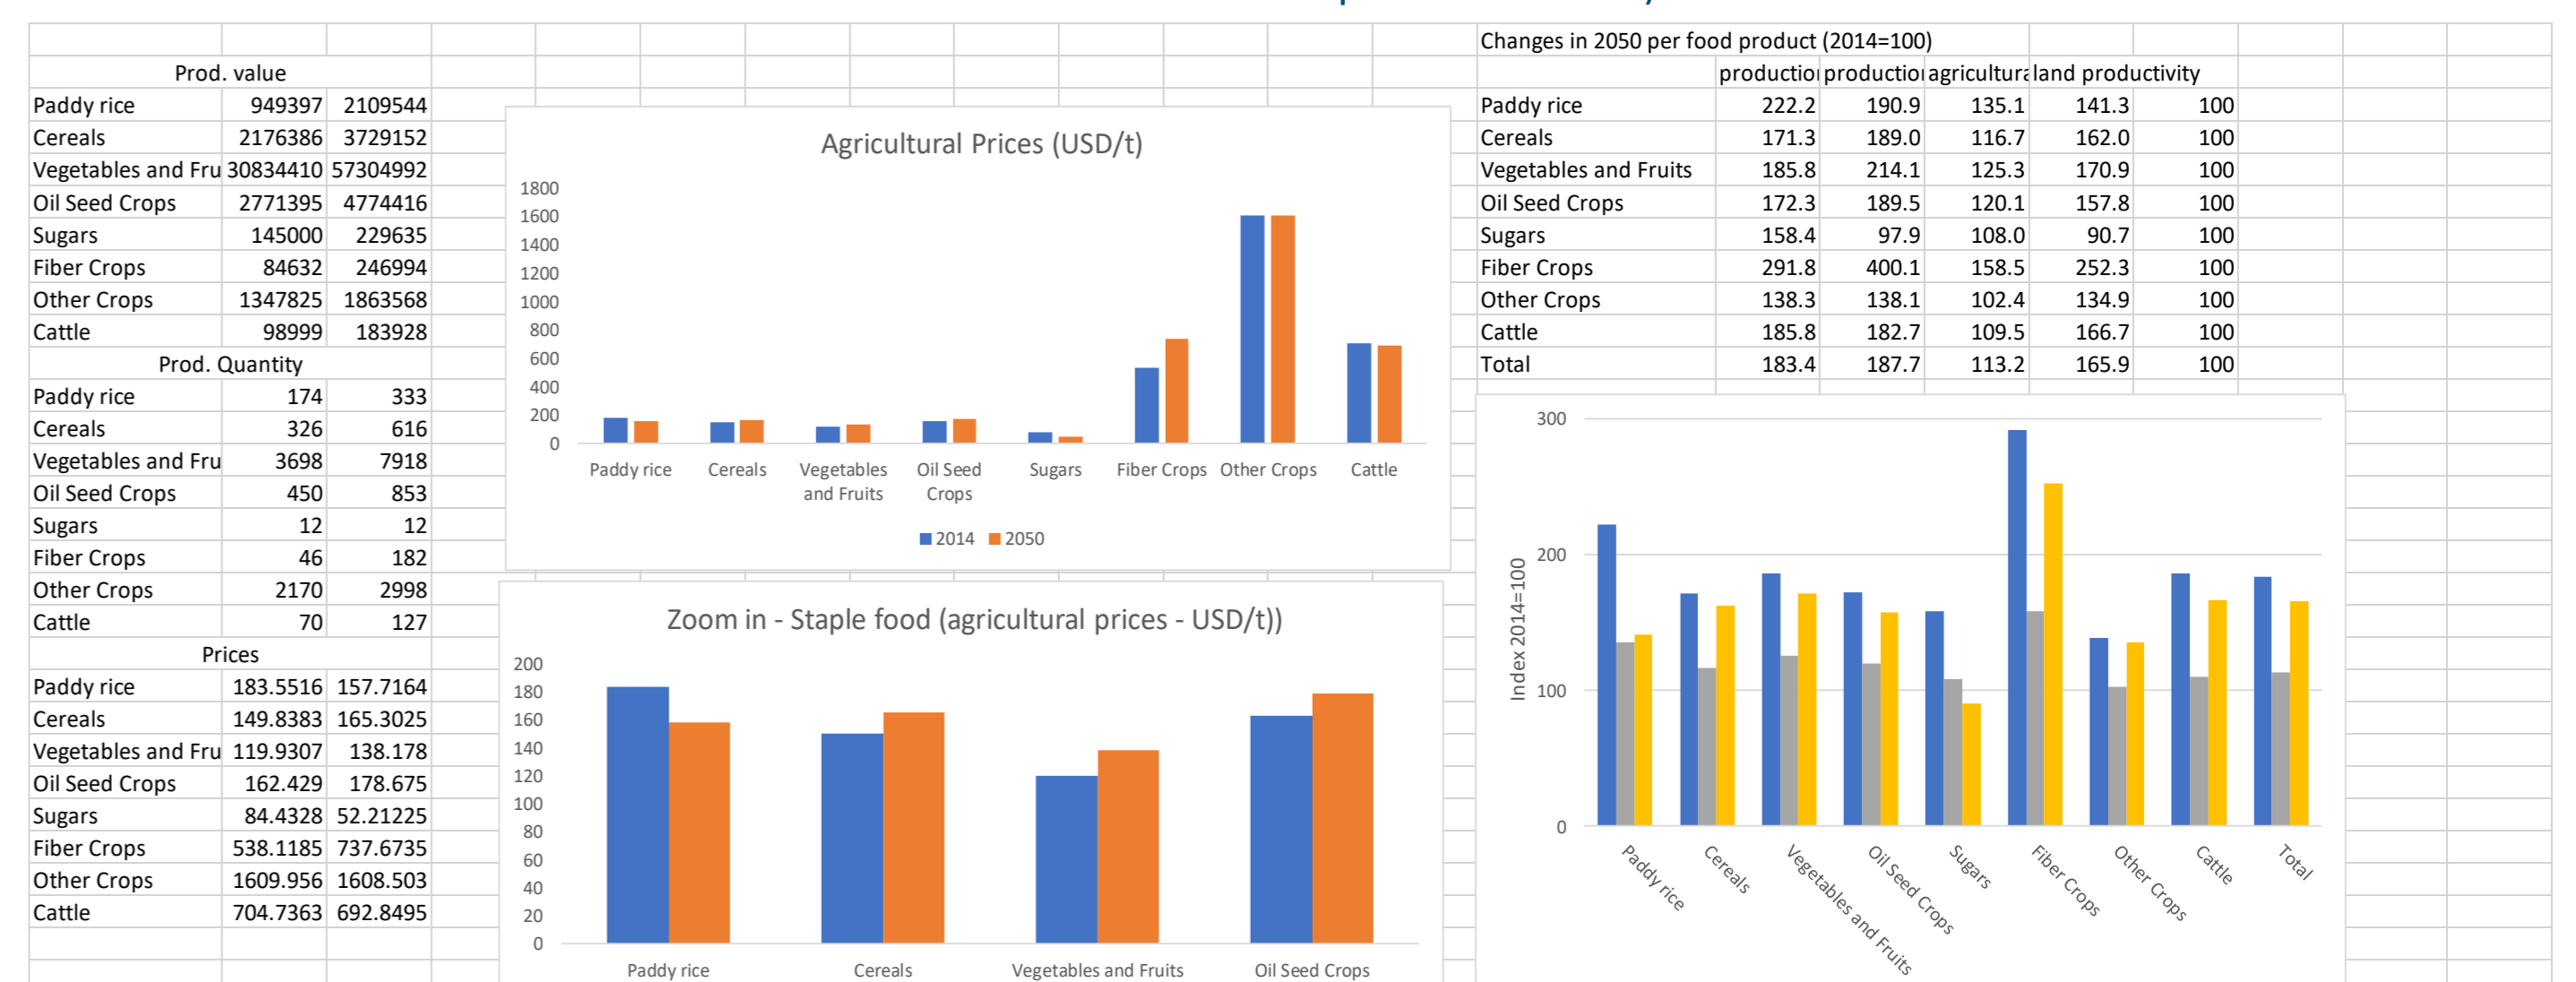 Prod. value
Paddy rice 949397 2109544
Cereals 2176386 3729152
Vegetables and Fru 30834410 57304992
Oil Seed Crops 2771395 4774416
Sugars 145000 229635
Fiber Crops 84632 246994
Other Crops 1347825 1863568
Cattle 98999 183928
Prod. Quantity
Paddy rice 174 333
Cereals 326 616
Vegetables and Fru 3698 7918
Oil Seed Crops 450 853
Sugars 12 12
Fiber Crops 46 182
Other Crops 2170 2998
Cattle 70 127
Prices
Paddy rice 183.5516 157.7164
Cereals 149.8383 165.3025
Vegetables and Fru 119.9307 138.178
Oil Seed Crops 162.429 178.675
Sugars 84.4328 52.21225
Fiber Crops 538.1185 737.6735
Other Crops 1609.956 1608.503
Cattle 704.7363 692.8495
Agricultural Prices (USD/t)
1800
1600
1400
1200
1000
800
600
400
200
0
Paddy rice Cereals Vegetables Oil Seed Sugars Fiber Crops Other Crops Cattle
and Fruits Crops
2014 2050
Zoom in - Staple food (agricultural prices - USD/t))
200
180
160
140
120
100
80
60
40
20
0
Paddy rice Cereals Vegetables and Fruits Oil Seed Crops
Changes in 2050 per food product (2014=100)
production production agricultura land productivity
Paddy rice 222.2 190.9 135.1 141.3 100
Cereals 171.3 189.0 116.7 162.0 100
Vegetables and Fruits 185.8 214.1 125.3 170.9 100
Oil Seed Crops 172.3 189.5 120.1 157.8 100
Sugars 158.4 97.9 108.0 90.7 100
Fiber Crops 291.8 400.1 158.5 252.3 100
Other Crops 138.3 138.1 102.4 134.9 100
Cattle 185.8 182.7 109.5 166.7 100
Total 183.4 187.7 113.2 165.9 100
300
200
100
0
Index 2014=100
Paddy rice Cereals Vegetables and Fruits Oil Seed Crops Sugars Fiber Crops Other Crops Cattle Total